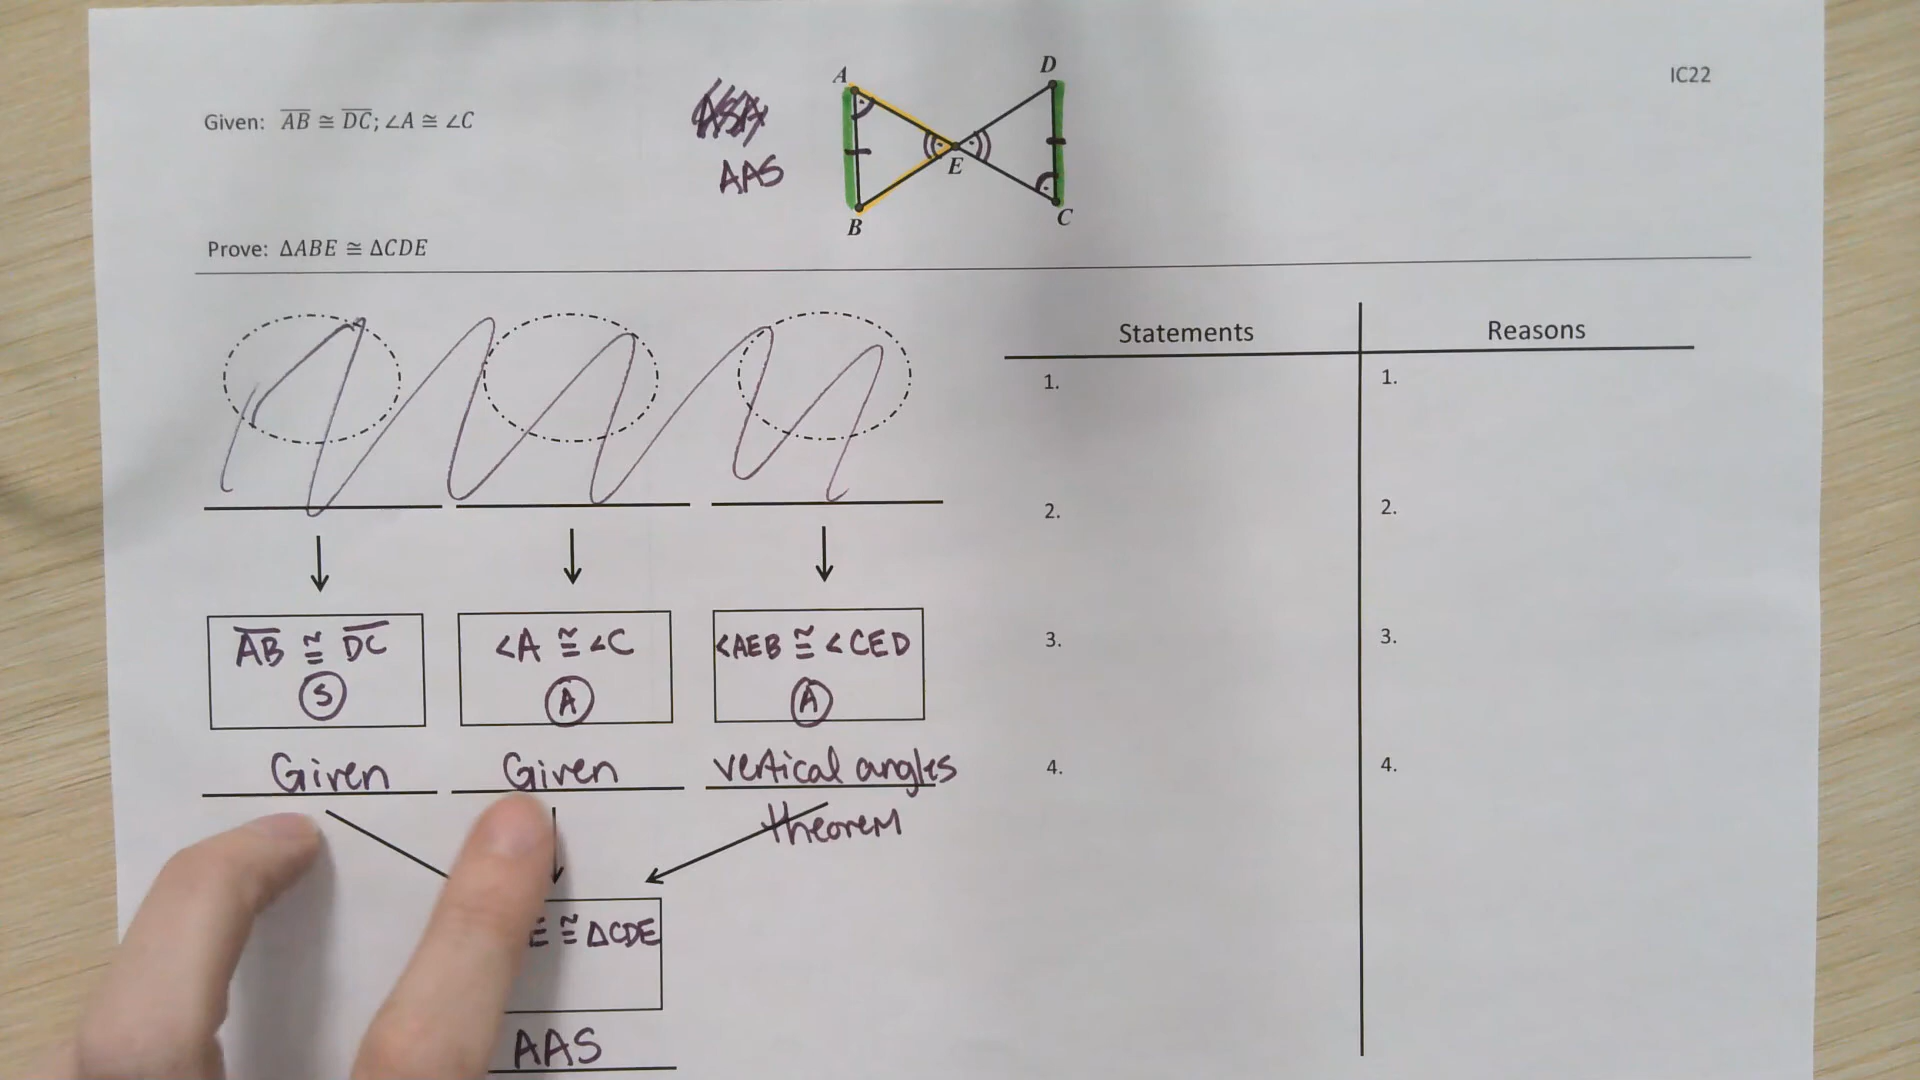 IC22
Given: AB ≅ DC; ∠A ≅ ∠C
AAS
A
D
E
B
C
Prove: ΔABE ≅ ΔCDE
Statements Reasons
1. 1.
2. 2.
3. 3.
4. 4.
AB ≅ DC
S
∠A ≅ ∠C
A
∠AEB ≅ ∠CED
A
Given
Given
vertical angles
theorem
E ≅ ΔCDE
AAS